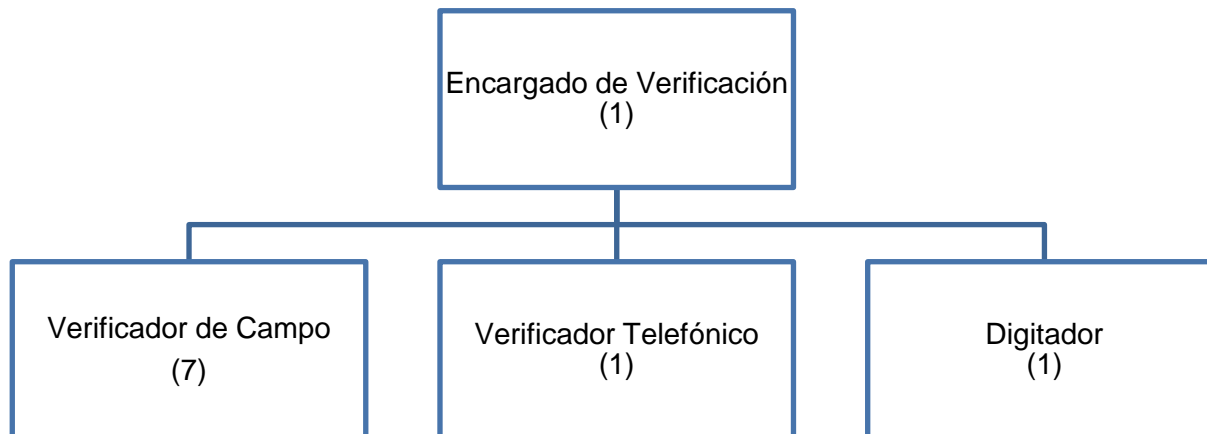 Encargado de Verificación
(1)
Verificador de Campo
(7)
Verificador Telefónico
(1)
Digitador
(1)